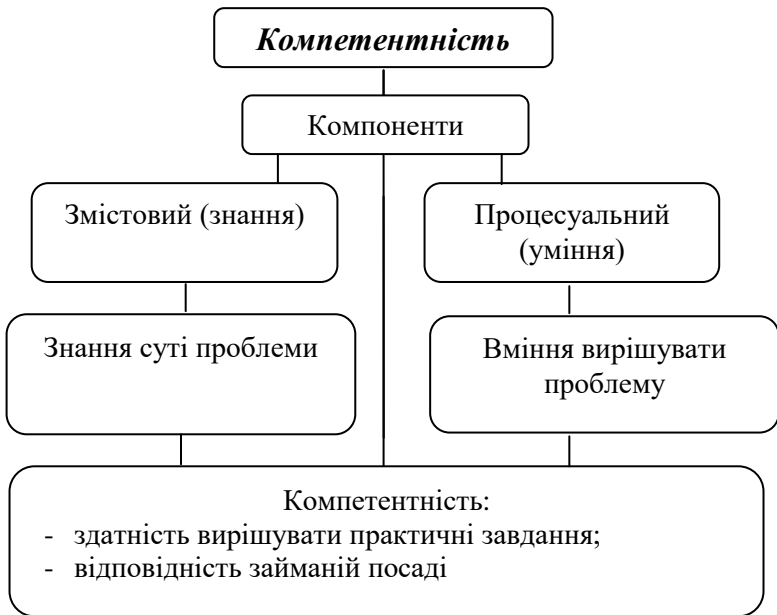 Компетентність
Компоненти
Змістовий (знання)
Процесуальний
(уміння)
Знання суті проблеми
Вміння вирішувати
проблему
Компетентність:
- здатність вирішувати практичні завдання;
- відповідність займаній посаді